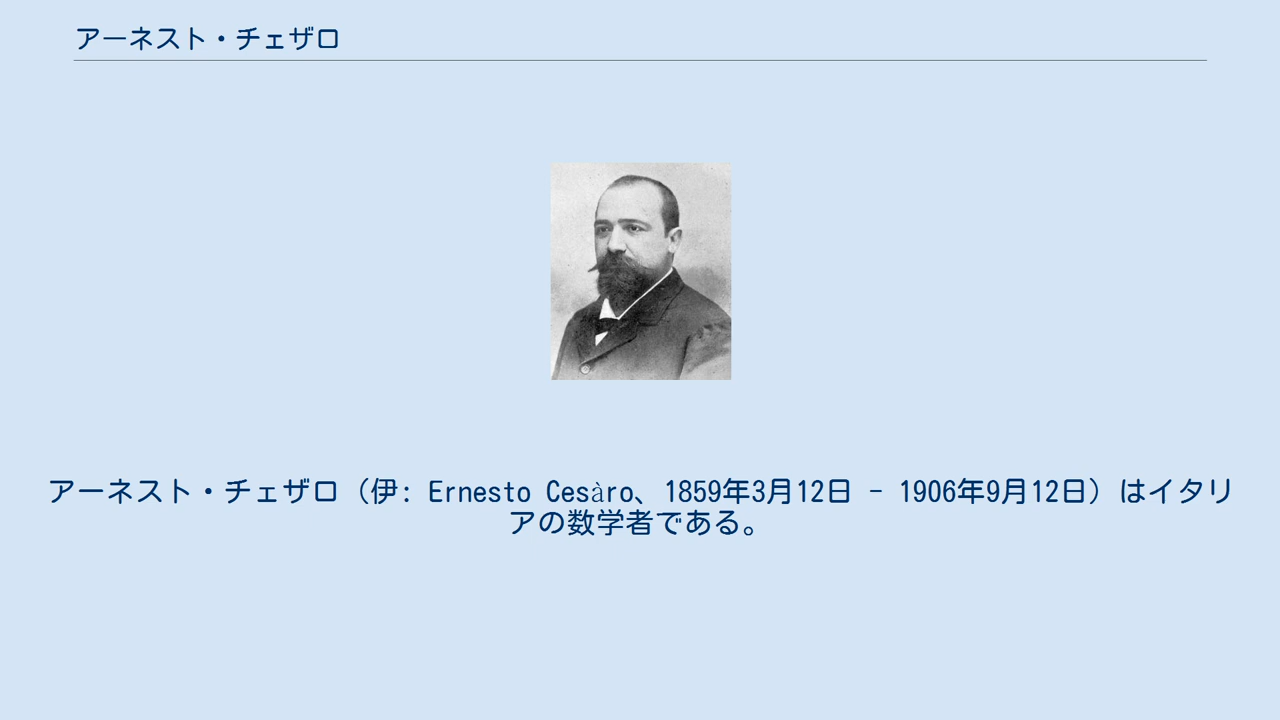 アーネスト・チェザロ
アーネスト・チェザロ（伊: Ernesto Cesàro、1859年3月12日 - 1906年9月12日）はイタリ
アの数学者である。